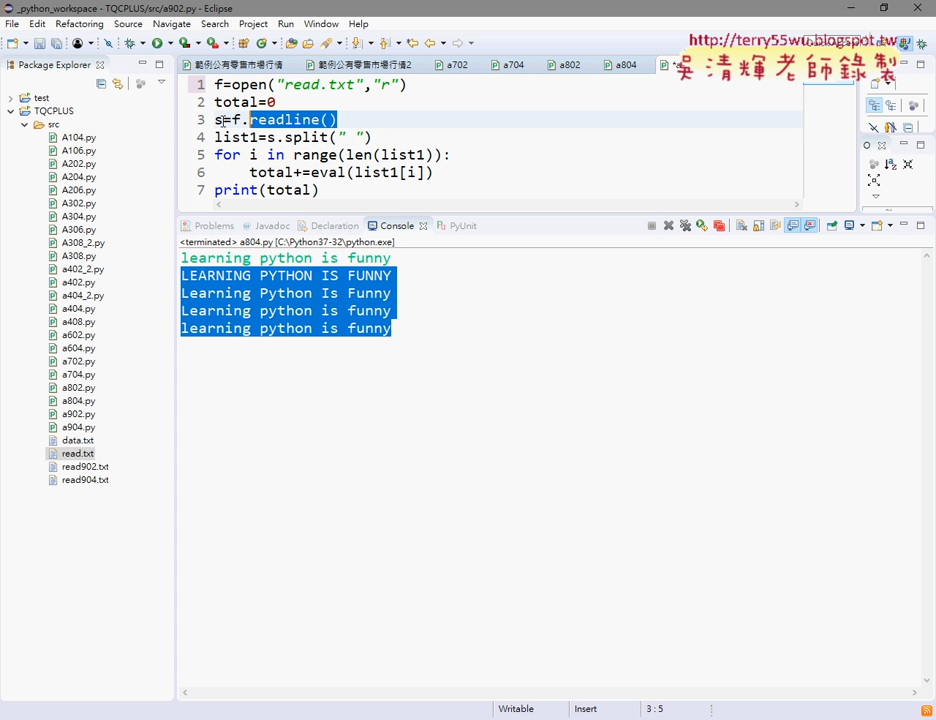 _python_workspace - TQCPLUS/src/a902.py - Eclipse
File Edit Refactoring Source Navigate Search Project Run Window Help
http://terry55wu.blogspot.tw
吳清輝老師錄製
Package Explorer
範例公有零售市場行情
範例公有零售市場行情2
a702
a704
a802
a804
test
TQCPLUS
src
A104.py
A106.py
A202.py
A204.py
A206.py
A302.py
A304.py
A306.py
A308_2.py
A308.py
a402_2.py
a402.py
a404_2.py
a404.py
a408.py
a602.py
a604.py
a702.py
a704.py
a802.py
a804.py
a902.py
a904.py
data.txt
read.txt
read902.txt
read904.txt
1 f=open("read.txt","r")
2 total=0
3 s=f.readline()
4 list1=s.split(" ")
5 for i in range(len(list1)):
6 total+=eval(list1[i])
7 print(total)
Problems Javadoc Declaration Console PyUnit
<terminated> a804.py [C:\Python37-32\python.exe]
learning python is funny
LEARNING PYTHON IS FUNNY
Learning Python Is Funny
Learning python is funny
learning python is funny
Writable Insert 3 : 5